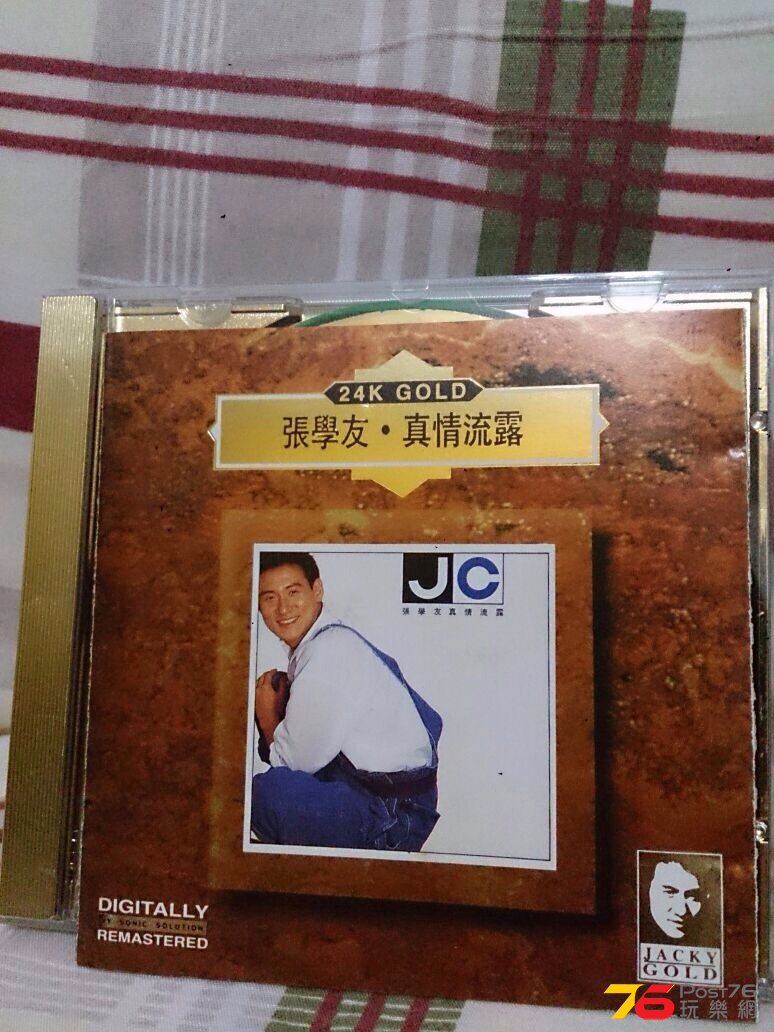 24K GOLD
張學友•真情流露
JC
張學友真情流露
DIGITALLY
BY SONIC SOLUTION
REMASTERED
JACKY
GOLD
76 Post76
玩樂網